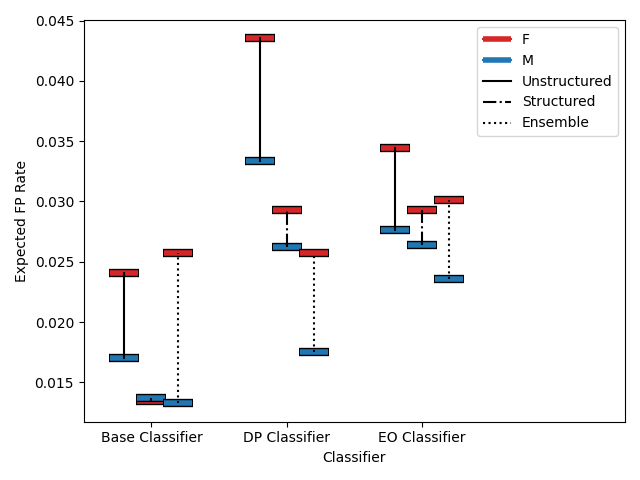 0.045
0.040
0.035
0.030
0.025
0.020
0.015
Expected FP Rate
F
M
Unstructured
Structured
Ensemble
Base Classifier
DP Classifier
EO Classifier
Classifier